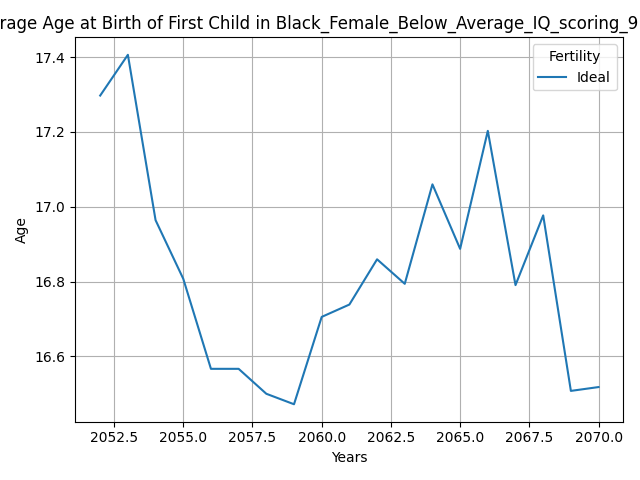 rage Age at Birth of First Child in Black_Female_Below_Average_IQ_scoring_9
Fertility
Ideal
17.4
17.2
17.0
16.8
16.6
Age
2052.5 2055.0 2057.5 2060.0 2062.5 2065.0 2067.5 2070.0
Years